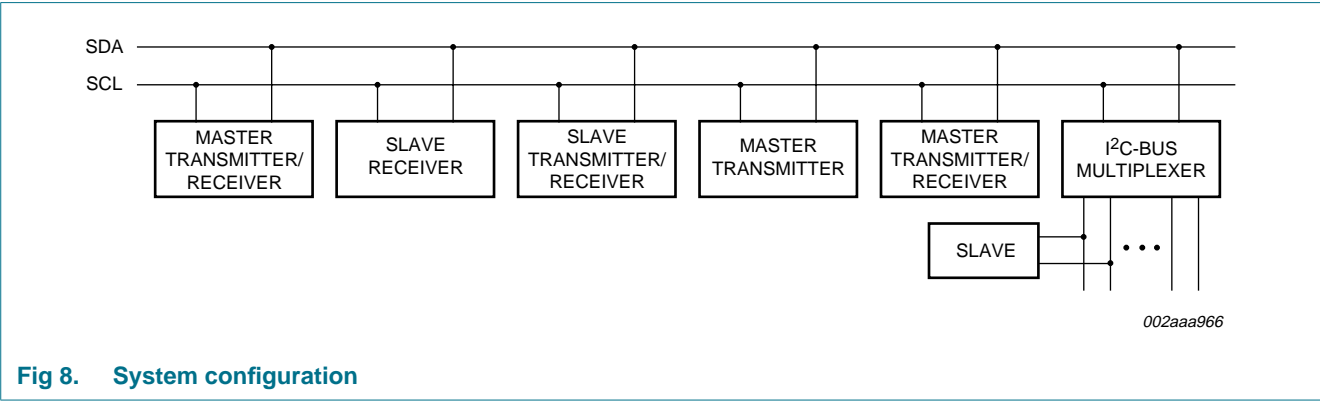 SDA
SCL
MASTER
TRANSMITTER/
RECEIVER
SLAVE
RECEIVER
SLAVE
TRANSMITTER/
RECEIVER
MASTER
TRANSMITTER
MASTER
TRANSMITTER/
RECEIVER
I²C-BUS
MULTIPLEXER
SLAVE
002aaa966
Fig 8. System configuration